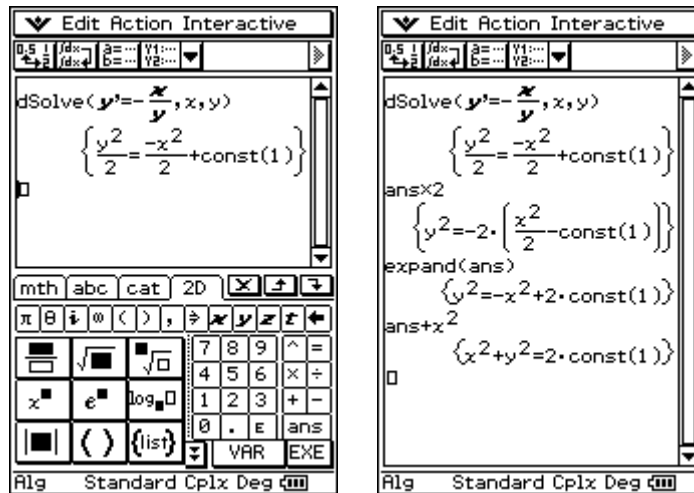 Edit Action Interactive
dSolve(y'=-x/y,x,y)
{y^2/2=-x^2/2+const(1)}
mth abc cat 2D
π θ i ∞ ( ) , ⇒ x y z t
7 8 9 ^ =
4 5 6 × ÷
1 2 3 + -
0 . E ans
√ x e log ( ) {list}
VAR EXE
Alg Standard Cplx Deg
Edit Action Interactive
dSolve(y'=-x/y,x,y)
{y^2/2=-x^2/2+const(1)}
ans×2
{y^2=-2·(x^2/2-const(1))}
expand(ans)
{y^2=-x^2+2·const(1)}
ans+x^2
{x^2+y^2=2·const(1)}
Alg Standard Cplx Deg